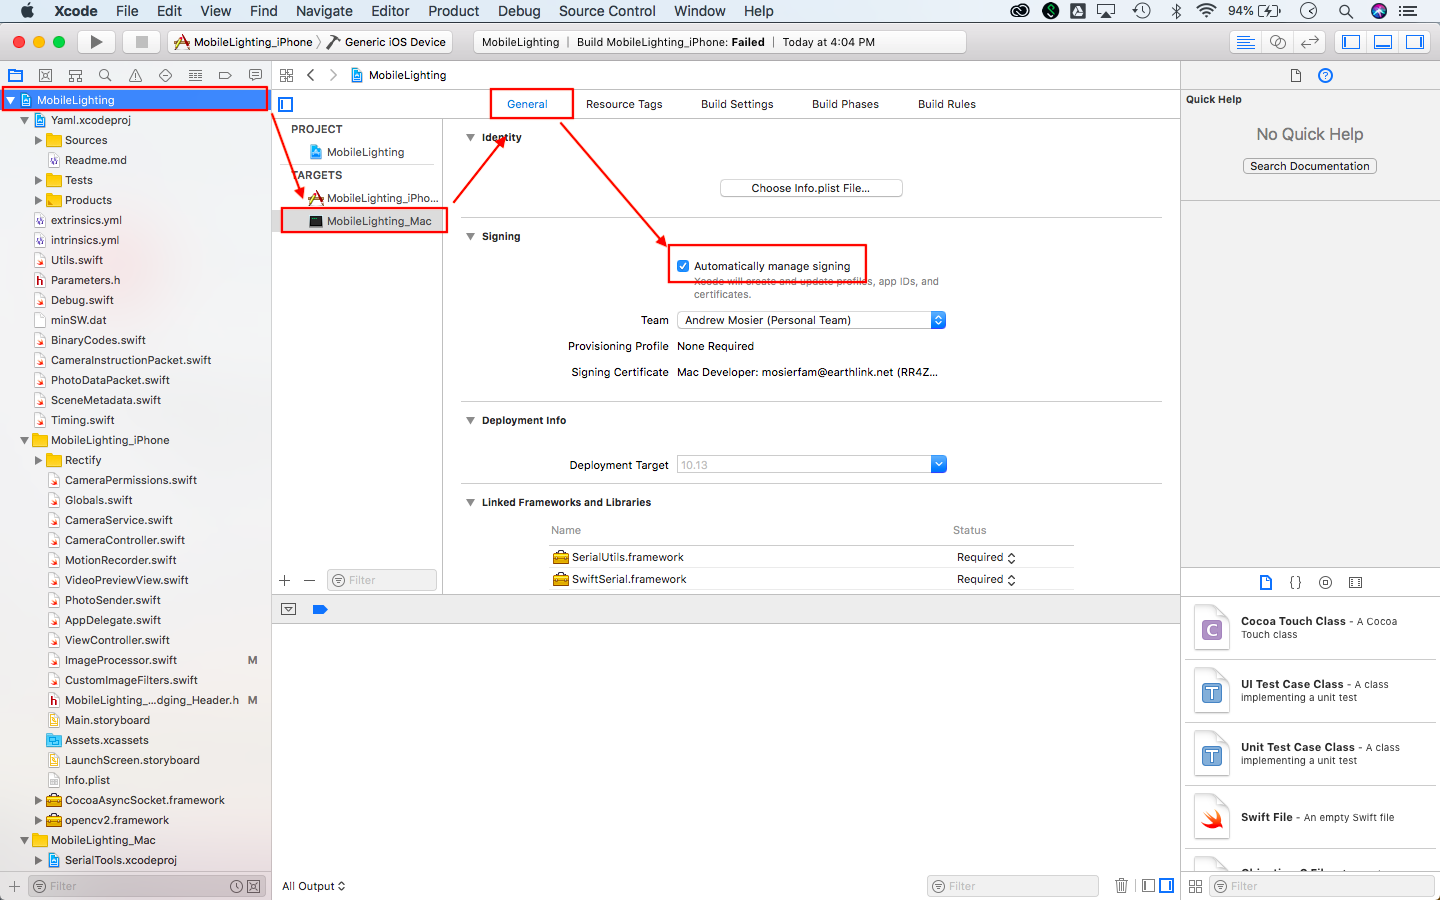 Xcode File Edit View Find Navigate Editor Product Debug Source Control Window Help 94%
MobileLighting_iPhone Generic iOS Device
MobileLighting | Build MobileLighting_iPhone: Failed | Today at 4:04 PM
MobileLighting
Yaml.xcodeproj
Sources
Readme.md
Tests
Products
extrinsics.yml
intrinsics.yml
Utils.swift
Parameters.h
Debug.swift
minSW.dat
BinaryCodes.swift
CameraInstructionPacket.swift
PhotoDataPacket.swift
SceneMetadata.swift
Timing.swift
MobileLighting_iPhone
Rectify
CameraPermissions.swift
Globals.swift
CameraService.swift
CameraController.swift
MotionRecorder.swift
VideoPreviewView.swift
PhotoSender.swift
AppDelegate.swift
ViewController.swift
ImageProcessor.swift M
CustomImageFilters.swift
MobileLighting_...dging_Header.h M
Main.storyboard
Assets.xcassets
LaunchScreen.storyboard
Info.plist
CocoaAsyncSocket.framework
opencv2.framework
MobileLighting_Mac
SerialTools.xcodeproj
Filter
MobileLighting
General Resource Tags Build Settings Build Phases Build Rules
PROJECT
MobileLighting
TARGETS
MobileLighting_iPho...
MobileLighting_Mac
Filter
Identity
Choose Info.plist File...
Signing
Automatically manage signing
Xcode will create and update profiles, app IDs, and
certificates.
Team Andrew Mosier (Personal Team)
Provisioning Profile None Required
Signing Certificate Mac Developer: mosierfam@earthlink.net (RR4Z...
Deployment Info
Deployment Target 10.13
Linked Frameworks and Libraries
Name Status
SerialUtils.framework Required
SwiftSerial.framework Required
All Output
Filter
Quick Help
No Quick Help
Search Documentation
{}
C
Cocoa Touch Class - A Cocoa
Touch class
T
UI Test Case Class - A class
implementing a unit test
T
Unit Test Case Class - A class
implementing a unit test
Swift File - An empty Swift file
Filter